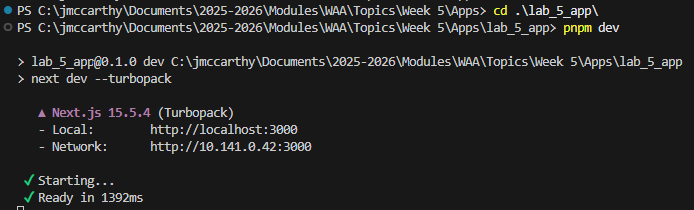 PS C:\jmccarthy\Documents\2025-2026\Modules\WAA\Topics\Week 5\Apps> cd .\lab_5_app\
PS C:\jmccarthy\Documents\2025-2026\Modules\WAA\Topics\Week 5\Apps\lab_5_app> pnpm dev
> lab_5_app@0.1.0 dev C:\jmccarthy\Documents\2025-2026\Modules\WAA\Topics\Week 5\Apps\lab_5_app
> next dev --turbopack
▲ Next.js 15.5.4 (Turbopack)
- Local: http://localhost:3000
- Network: http://10.141.0.42:3000
✓ Starting...
✓ Ready in 1392ms